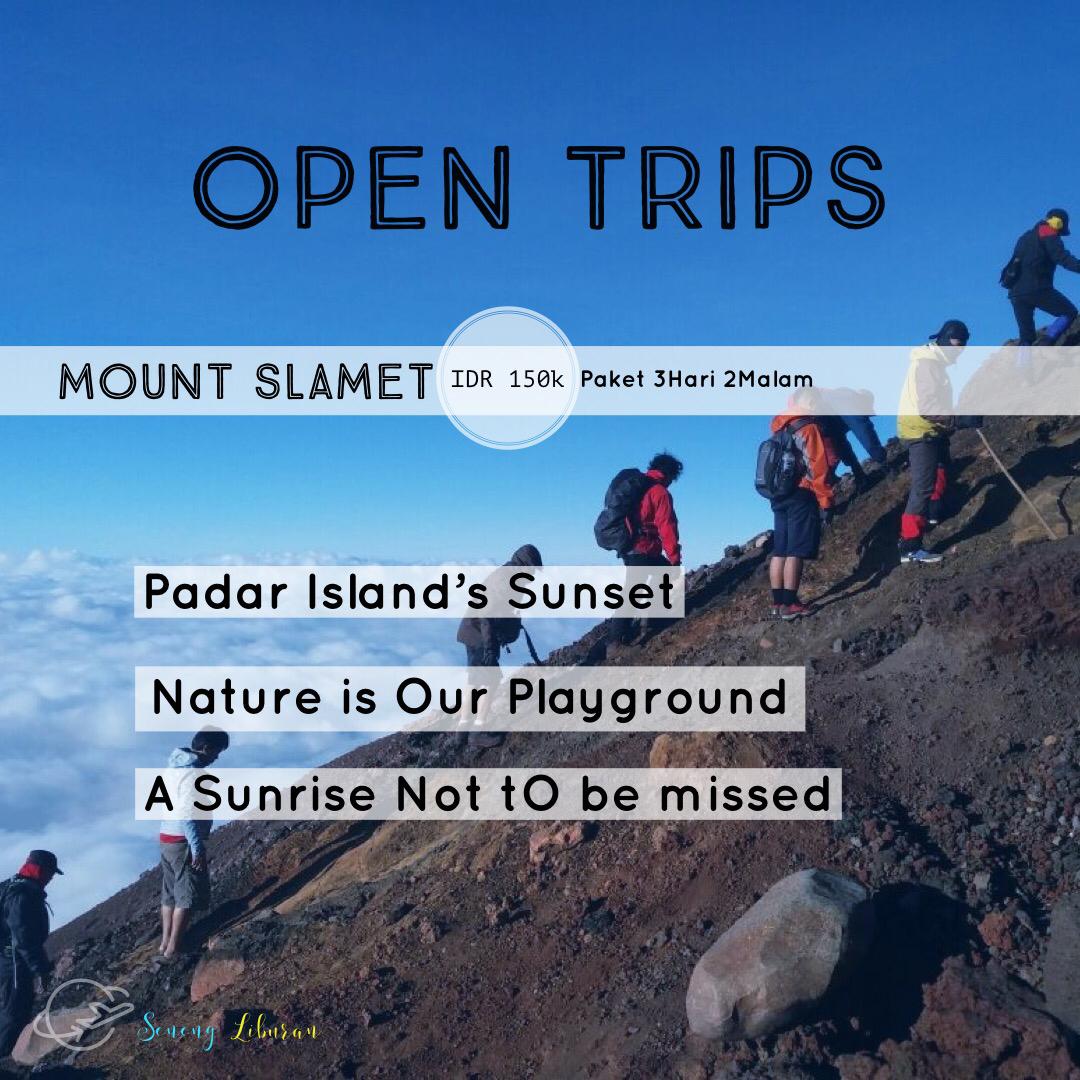 OPEN TRIPS
MOUNT SLAMET IDR 150k Paket 3Hari 2Malam
Padar Island's Sunset
Nature is Our Playground
A Sunrise Not tO be missed
Seneng Liburan